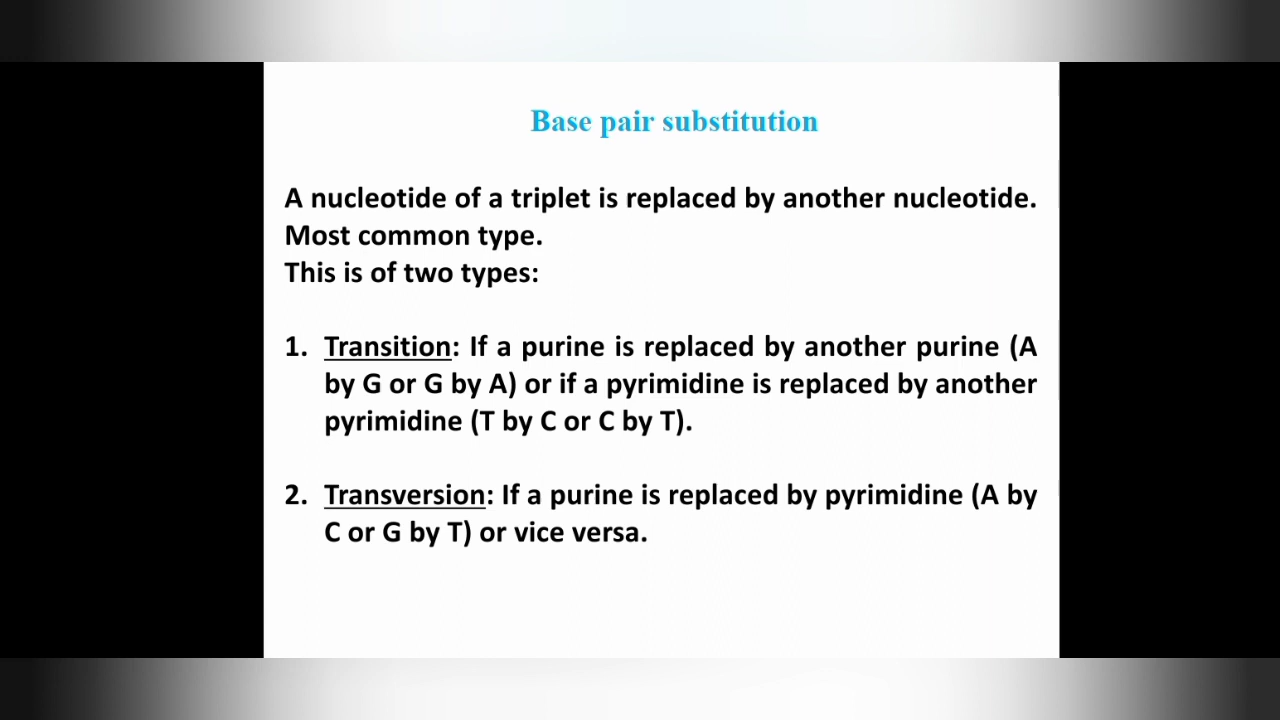 Base pair substitution
A nucleotide of a triplet is replaced by another nucleotide.
Most common type.
This is of two types:
1. Transition: If a purine is replaced by another purine (A
by G or G by A) or if a pyrimidine is replaced by another
pyrimidine (T by C or C by T).
2. Transversion: If a purine is replaced by pyrimidine (A by
C or G by T) or vice versa.